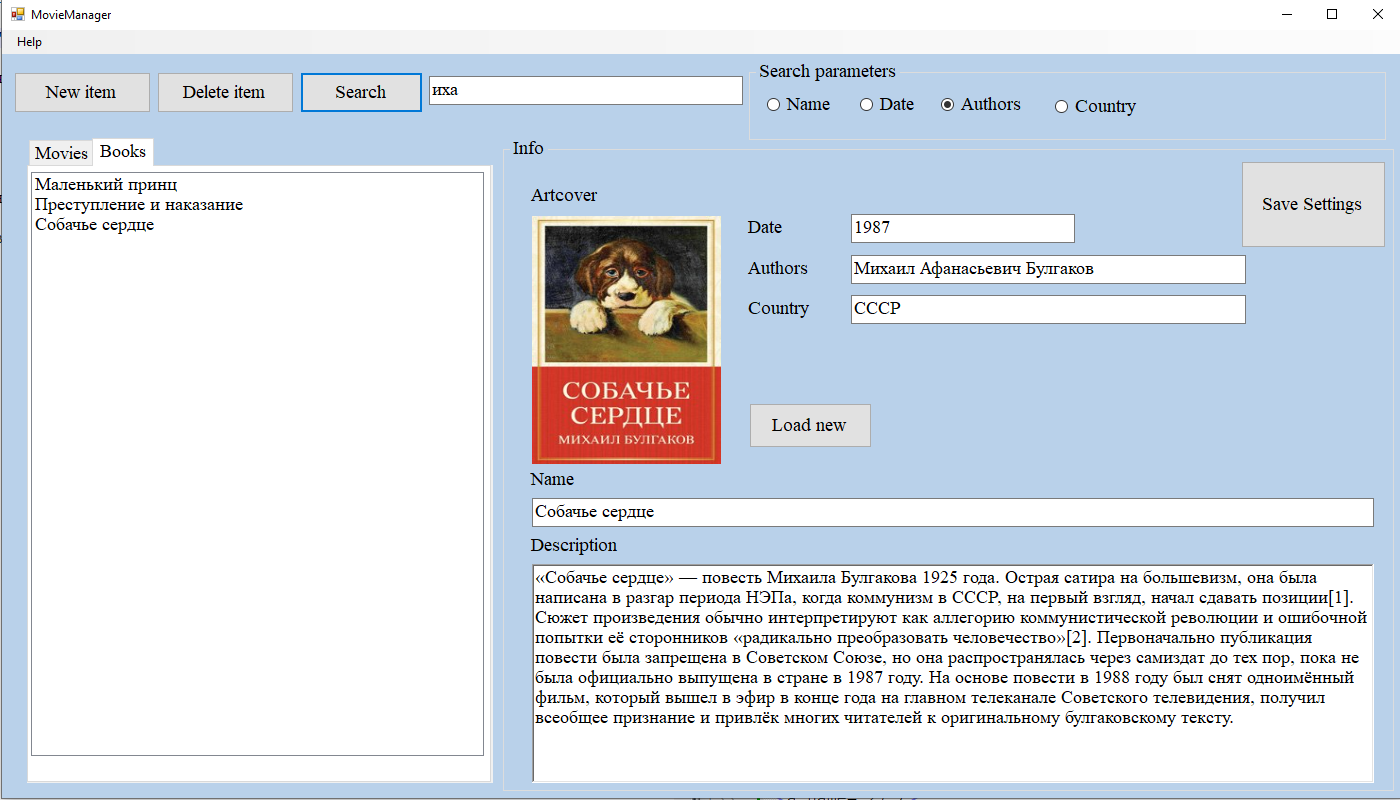 MovieManager
Help
New item
Delete item
Search
иха
Search parameters
Name
Date
Authors
Country
Movies
Books
Маленький принц
Преступление и наказание
Собачье сердце
Info
Artcover
СОБАЧЬЕ
СЕРДЦЕ
МИХАИЛ БУЛГАКОВ
Date
1987
Authors
Михаил Афанасьевич Булгаков
Country
СССР
Save Settings
Load new
Name
Собачье сердце
Description
«Собачье сердце» — повесть Михаила Булгакова 1925 года. Острая сатира на большевизм, она была
написана в разгар периода НЭПа, когда коммунизм в СССР, на первый взгляд, начал сдавать позиции[1].
Сюжет произведения обычно интерпретируют как аллегорию коммунистической революции и ошибочной
попытки её сторонников «радикально преобразовать человечество»[2]. Первоначально публикация
повести была запрещена в Советском Союзе, но она распространялась через самиздат до тех пор, пока не
была официально выпущена в стране в 1987 году. На основе повести в 1988 году был снят одноимённый
фильм, который вышел в эфир в конце года на главном телеканале Советского телевидения, получил
всеобщее признание и привлёк многих читателей к оригинальному булгаковскому тексту.